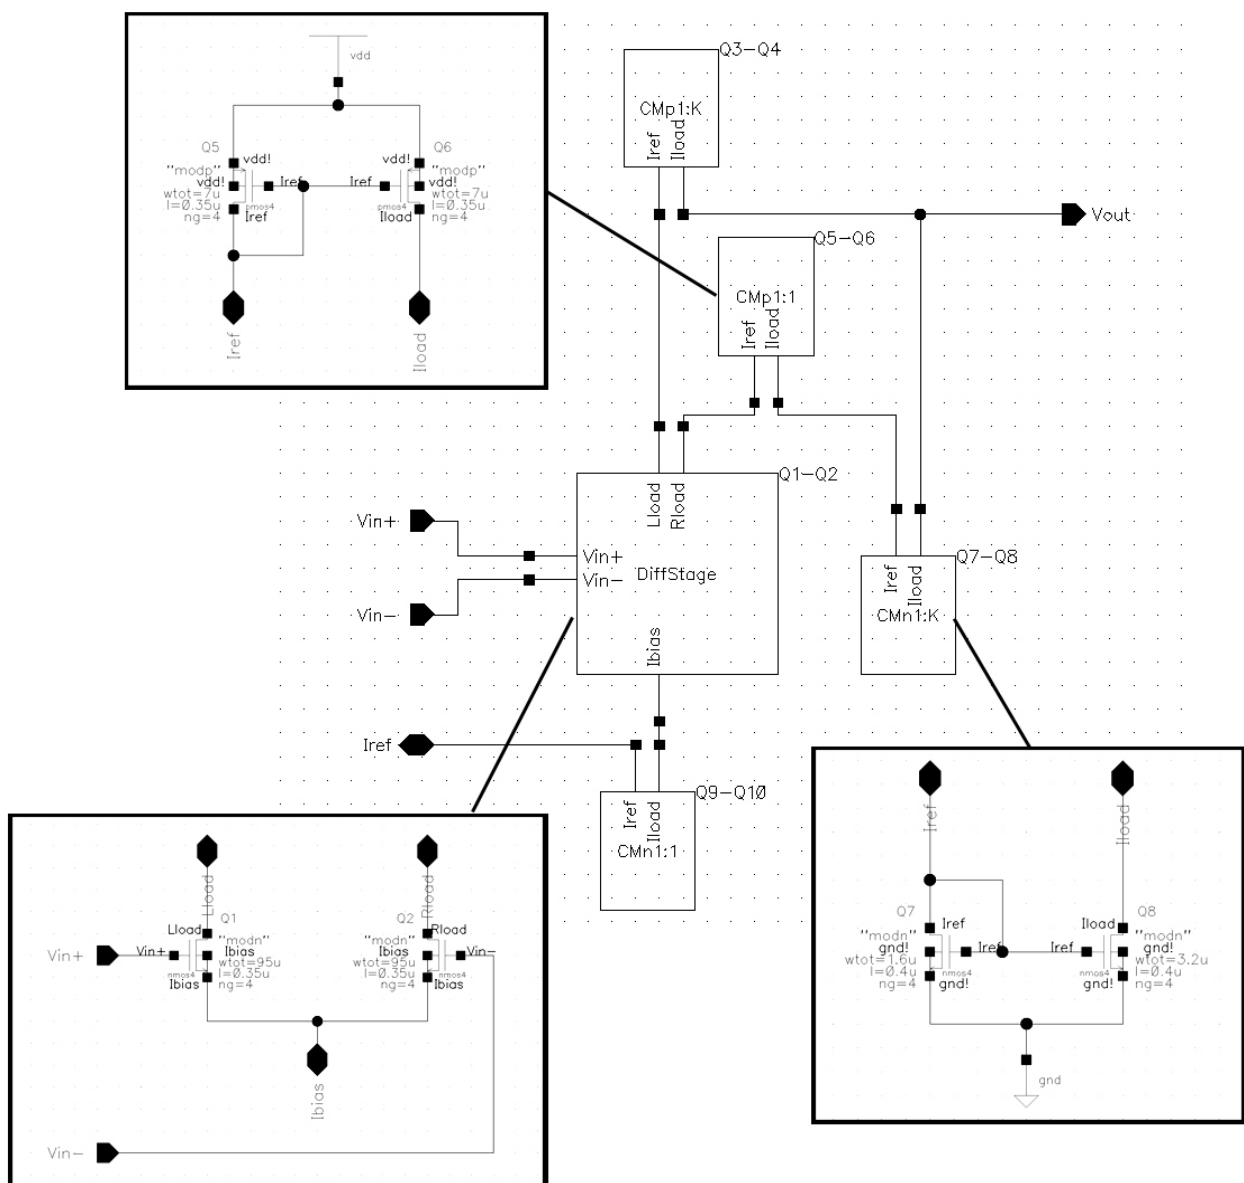 vdd
Q5
Q6
vdd!
vdd!
"modp"
"modp"
vdd!
Iref
Iref
vdd!
wtot=7u
wtot=7u
l=0.35u
pmos4
pmos4
l=0.35u
ng=4
Iref
Iload
ng=4
Iref
Iload
Q3-Q4
CMp1:K
Iref
Iload
Vout
Q5-Q6
CMp1:1
Iref
Iload
Q1-Q2
Lload
Rload
Vin+
Vin+
Vin-
DiffStage
Vin-
Ibias
Q7-Q8
Iref
Iload
CMn1:K
Iref
Q9-Q10
Iref
Iload
CMn1:1
Lload
Rload
Q1
Q2
Lload
Rload
"modn"
"modn"
Vin+
Vin+
Ibias
Ibias
Vin-
wtot=95u
wtot=95u
l=0.35u
l=0.35u
nmos4
nmos4
Ibias
ng=4
ng=4
Ibias
Ibias
Vin-
Iref
Iload
Q7
Q8
Iref
Iload
"modn"
"modn"
gnd!
Iref
Iref
gnd!
wtot=1.6u
wtot=3.2u
l=0.4u
nmos4
nmos4
l=0.4u
ng=4
gnd!
gnd!
ng=4
gnd